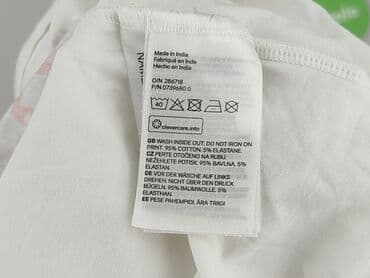 Made in India
Fabriqué en Inde
Hecho en India
O/N 286718
P/N 0739680 0
40
clevercare.info
GB WASH INSIDE OUT. DO NOT IRON ON
PRINT. 95% COTTON. 5% ELASTANE.
CZ PERTE OTOČENO NA RUBU.
NEŽEHLETE POTISK. 95% BAVLNA, 5%
ELASTAN.
DE VOR DER WÄSCHE AUF LINKS
DREHEN. NICHT ÜBER DEN DRUCK
BÜGELN. 95% BAUMWOLLE. 5%
ELASTHAN.
EE PESE PAHEMPIDI. ÄRA TRIIGI